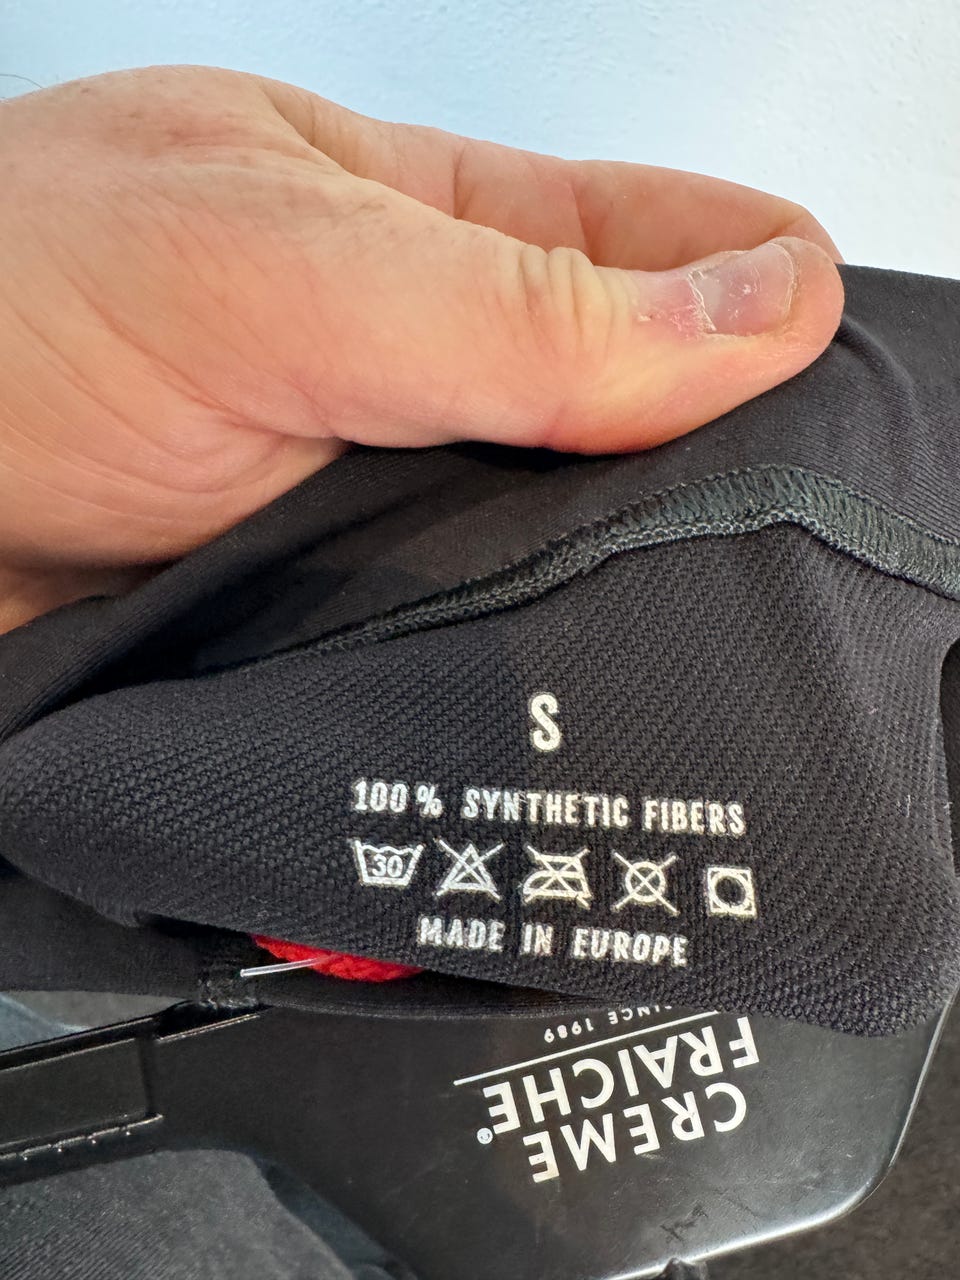 S
100% SYNTHETIC FIBERS
30
MADE IN EUROPE
CREME
FRAICHE®
SINCE 1989